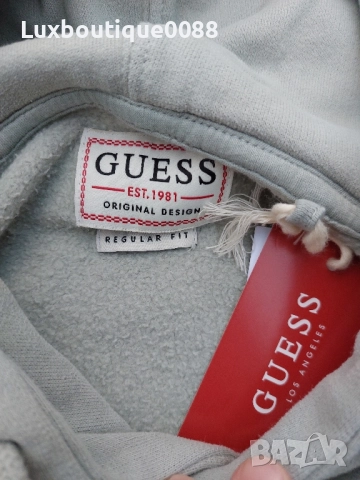 Luxboutique0088
GUESS
EST. 1981
ORIGINAL DESIGN
REGULAR FIT
GUESS
LOS ANGELES
BAZAR